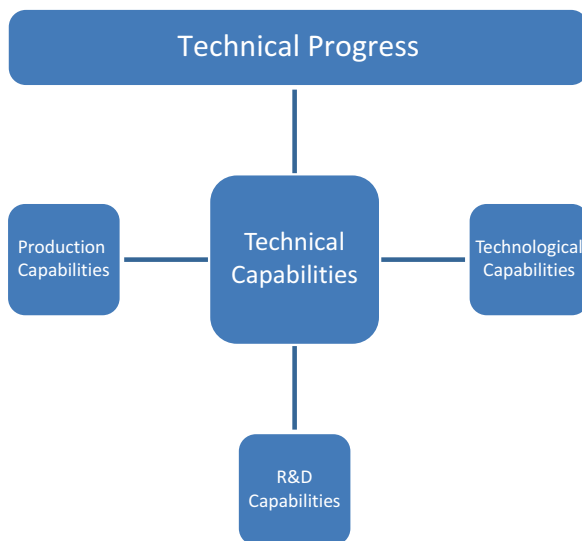 Technical Progress
Production
Capabilities
Technical
Capabilities
Technological
Capabilities
R&D
Capabilities